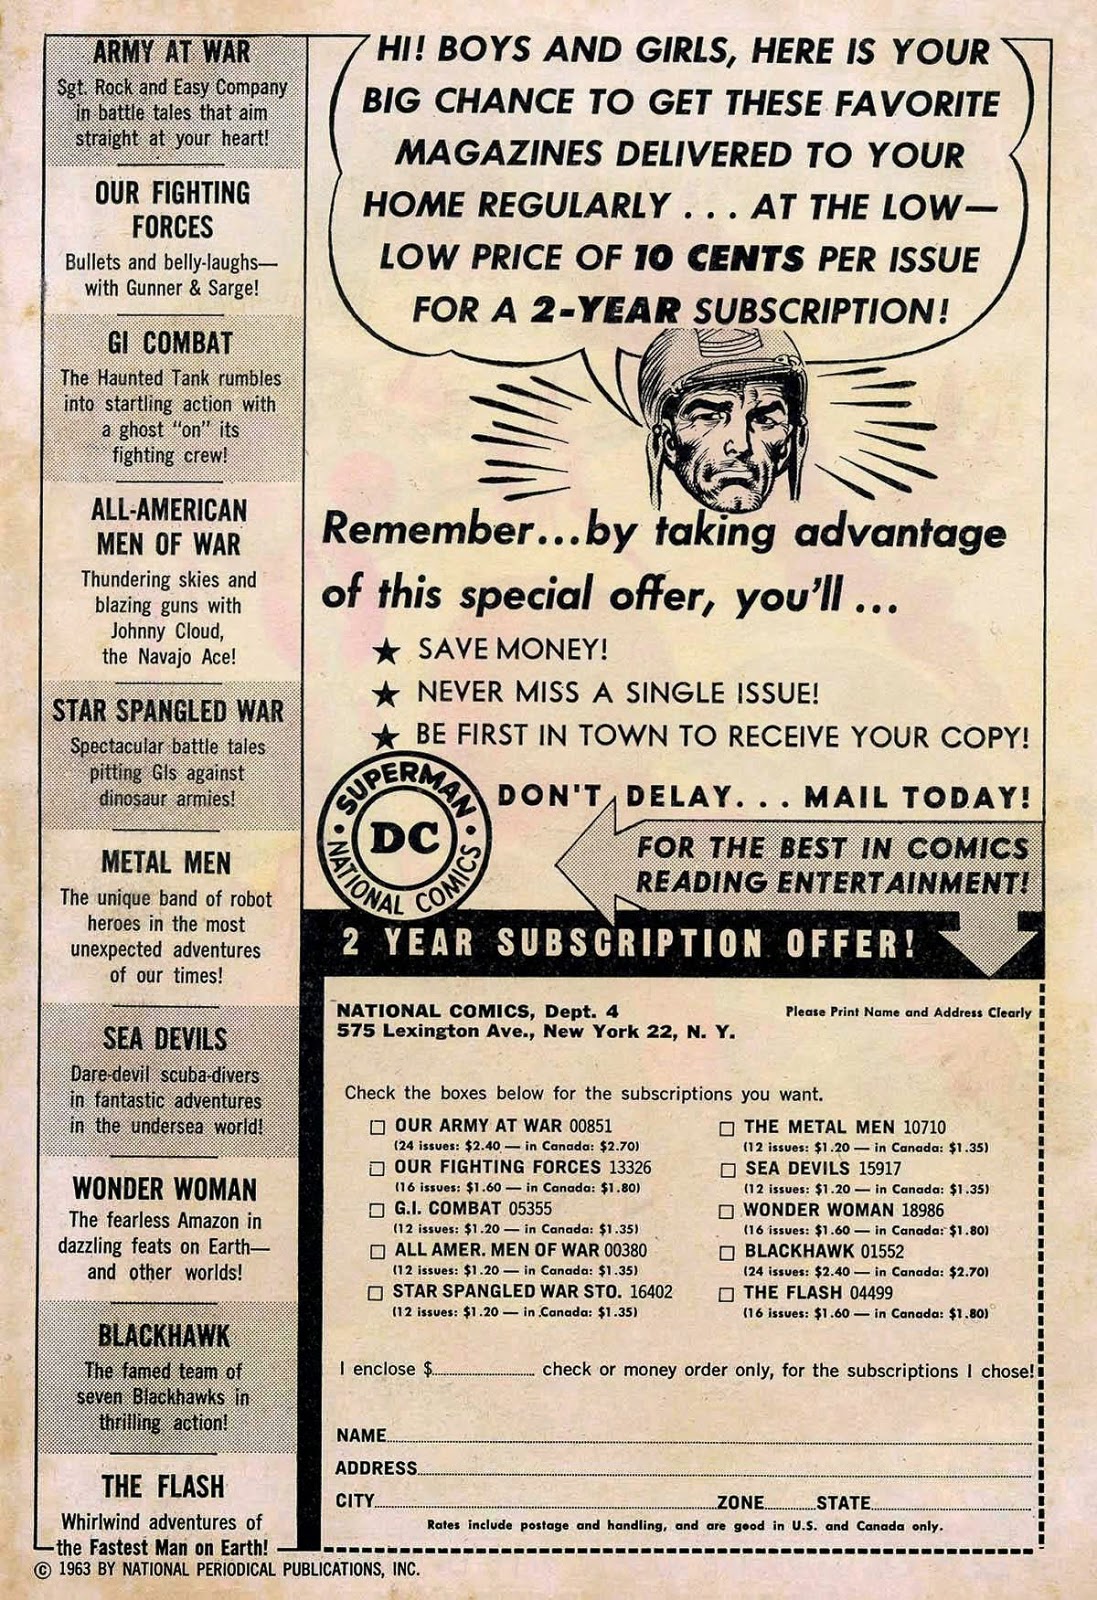 ARMY AT WAR
Sgt. Rock and Easy Company
in battle tales that aim
straight at your heart!
OUR FIGHTING
FORCES
Bullets and belly-laughs—
with Gunner & Sarge!
GI COMBAT
The Haunted Tank rumbles
into startling action with
a ghost "on" its
fighting crew!
ALL-AMERICAN
MEN OF WAR
Thundering skies and
blazing guns with
Johnny Cloud,
the Navajo Ace!
STAR SPANGLED WAR
Spectacular battle tales
pitting GIs against
dinosaur armies!
METAL MEN
The unique band of robot
heroes in the most
unexpected adventures
of our times!
SEA DEVILS
Dare-devil scuba-divers
in fantastic adventures
in the undersea world!
WONDER WOMAN
The fearless Amazon in
dazzling feats on Earth—
and other worlds!
BLACKHAWK
The famed team of
seven Blackhawks in
thrilling action!
THE FLASH
Whirlwind adventures of
the Fastest Man on Earth!
HI! BOYS AND GIRLS, HERE IS YOUR
BIG CHANCE TO GET THESE FAVORITE
MAGAZINES DELIVERED TO YOUR
HOME REGULARLY . . . AT THE LOW—
LOW PRICE OF 10 CENTS PER ISSUE
FOR A 2-YEAR SUBSCRIPTION!
Remember...by taking advantage
of this special offer, you'll ...
★ SAVE MONEY!
★ NEVER MISS A SINGLE ISSUE!
★ BE FIRST IN TOWN TO RECEIVE YOUR COPY!
SUPERMAN
DC
NATIONAL COMICS
DON'T DELAY. . . MAIL TODAY!
FOR THE BEST IN COMICS
READING ENTERTAINMENT!
2 YEAR SUBSCRIPTION OFFER!
NATIONAL COMICS, Dept. 4
575 Lexington Ave., New York 22, N. Y.
Please Print Name and Address Clearly
Check the boxes below for the subscriptions you want.
☐ OUR ARMY AT WAR 00851
(24 issues: $2.40 — in Canada: $2.70)
☐ OUR FIGHTING FORCES 13326
(16 issues: $1.60 — in Canada: $1.80)
☐ G.I. COMBAT 05355
(12 issues: $1.20 — in Canada: $1.35)
☐ ALL AMER. MEN OF WAR 00380
(12 issues: $1.20 — in Canada: $1.35)
☐ STAR SPANGLED WAR STO. 16402
(12 issues: $1.20 — in Canada: $1.35)
☐ THE METAL MEN 10710
(12 issues: $1.20 — in Canada: $1.35)
☐ SEA DEVILS 15917
(12 issues: $1.20 — in Canada: $1.35)
☐ WONDER WOMAN 18986
(16 issues: $1.60 — in Canada: $1.80)
☐ BLACKHAWK 01552
(24 issues: $2.40 — in Canada: $2.70)
☐ THE FLASH 04499
(16 issues: $1.60 — in Canada: $1.80)
I enclose $.................... check or money order only, for the subscriptions I chose!
NAME....................
ADDRESS....................
CITY....................ZONE..........STATE....................
Rates include postage and handling, and are good in U.S. and Canada only.
© 1963 BY NATIONAL PERIODICAL PUBLICATIONS, INC.